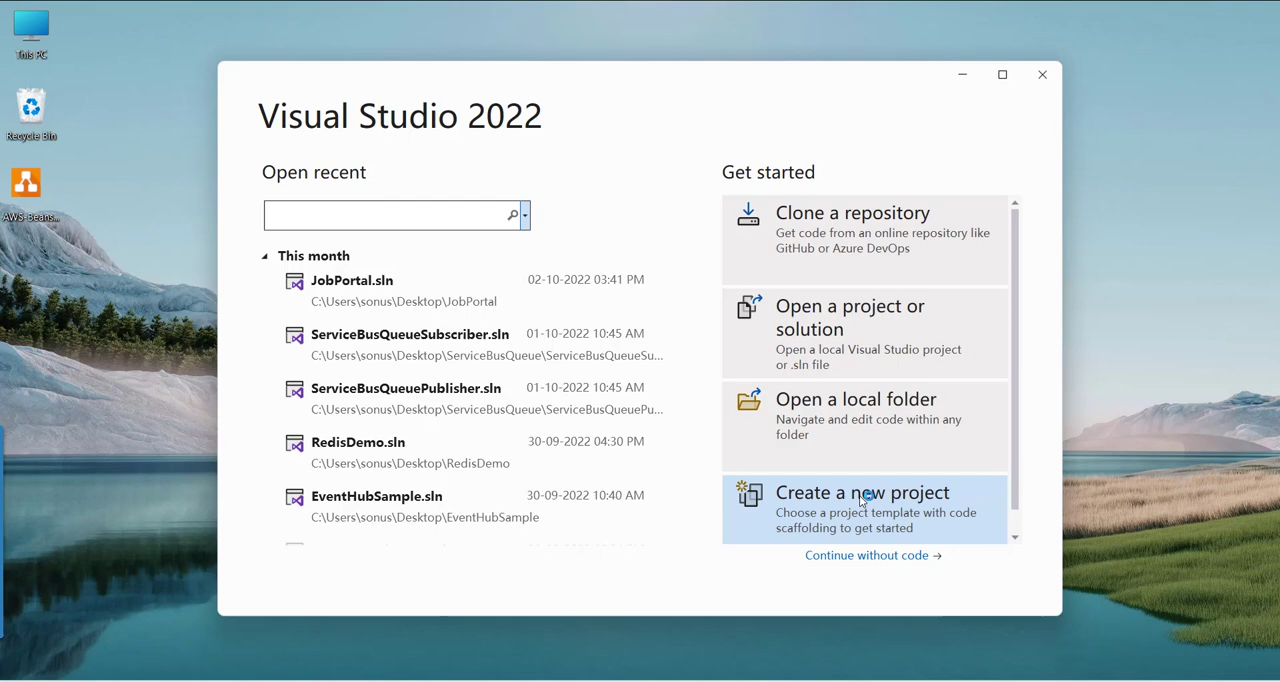 This PC
Recycle Bin
AWS-Beans...
Visual Studio 2022
Open recent
This month
JobPortal.sln 02-10-2022 03:41 PM
C:\Users\sonus\Desktop\JobPortal
ServiceBusQueueSubscriber.sln 01-10-2022 10:45 AM
C:\Users\sonus\Desktop\ServiceBusQueue\ServiceBusQueueSu...
ServiceBusQueuePublisher.sln 01-10-2022 10:45 AM
C:\Users\sonus\Desktop\ServiceBusQueue\ServiceBusQueuePu...
RedisDemo.sln 30-09-2022 04:30 PM
C:\Users\sonus\Desktop\RedisDemo
EventHubSample.sln 30-09-2022 10:40 AM
C:\Users\sonus\Desktop\EventHubSample
Get started
Clone a repository
Get code from an online repository like
GitHub or Azure DevOps
Open a project or
solution
Open a local Visual Studio project
or .sln file
Open a local folder
Navigate and edit code within any
folder
Create a new project
Choose a project template with code
scaffolding to get started
Continue without code →